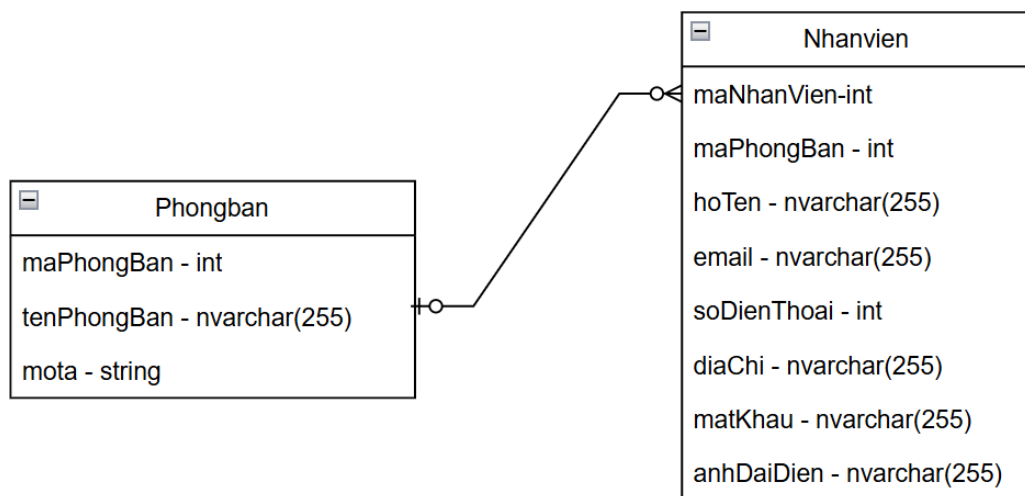 Phongban
maPhongBan - int
tenPhongBan - nvarchar(255)
mota - string
Nhanvien
maNhanVien-int
maPhongBan - int
hoTen - nvarchar(255)
email - nvarchar(255)
soDienThoai - int
diaChi - nvarchar(255)
matKhau - nvarchar(255)
anhDaiDien - nvarchar(255)